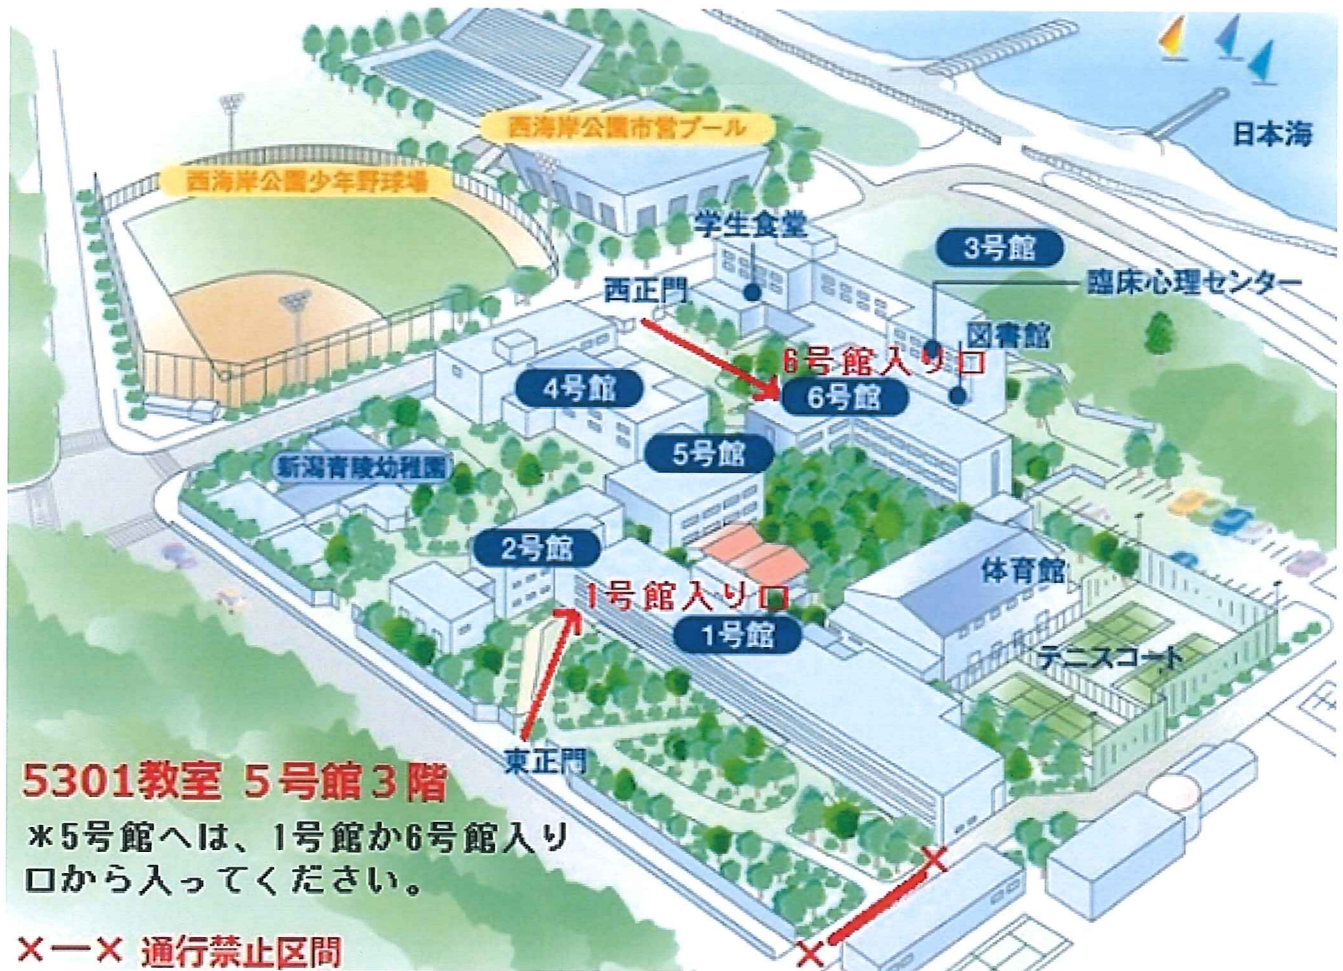 西海岸公園市営プール
日本海
西海岸公園少年野球場
学生食堂
3号館
西正門
臨床心理センター
図書館
6号館入り口
4号館
6号館
5号館
新潟青陵幼稚園
2号館
体育館
1号館入り口
1号館
テニスコート
東正門
5301教室 5号館3階
*5号館へは、1号館か6号館入り
口から入ってください。
×—× 通行禁止区間